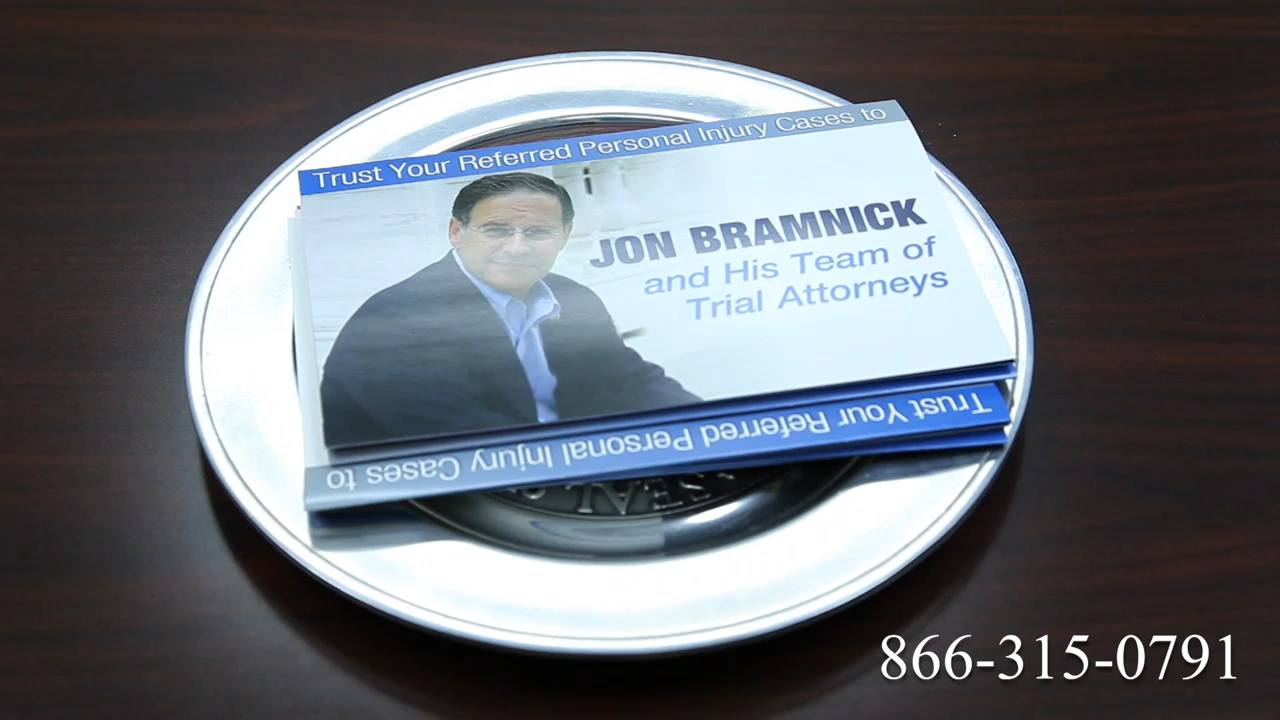 Trust Your Referred Personal Injury Cases to
JON BRAMNICK
and His Team of
Trial Attorneys
Trust Your Referred Personal Injury Cases to
866-315-0791